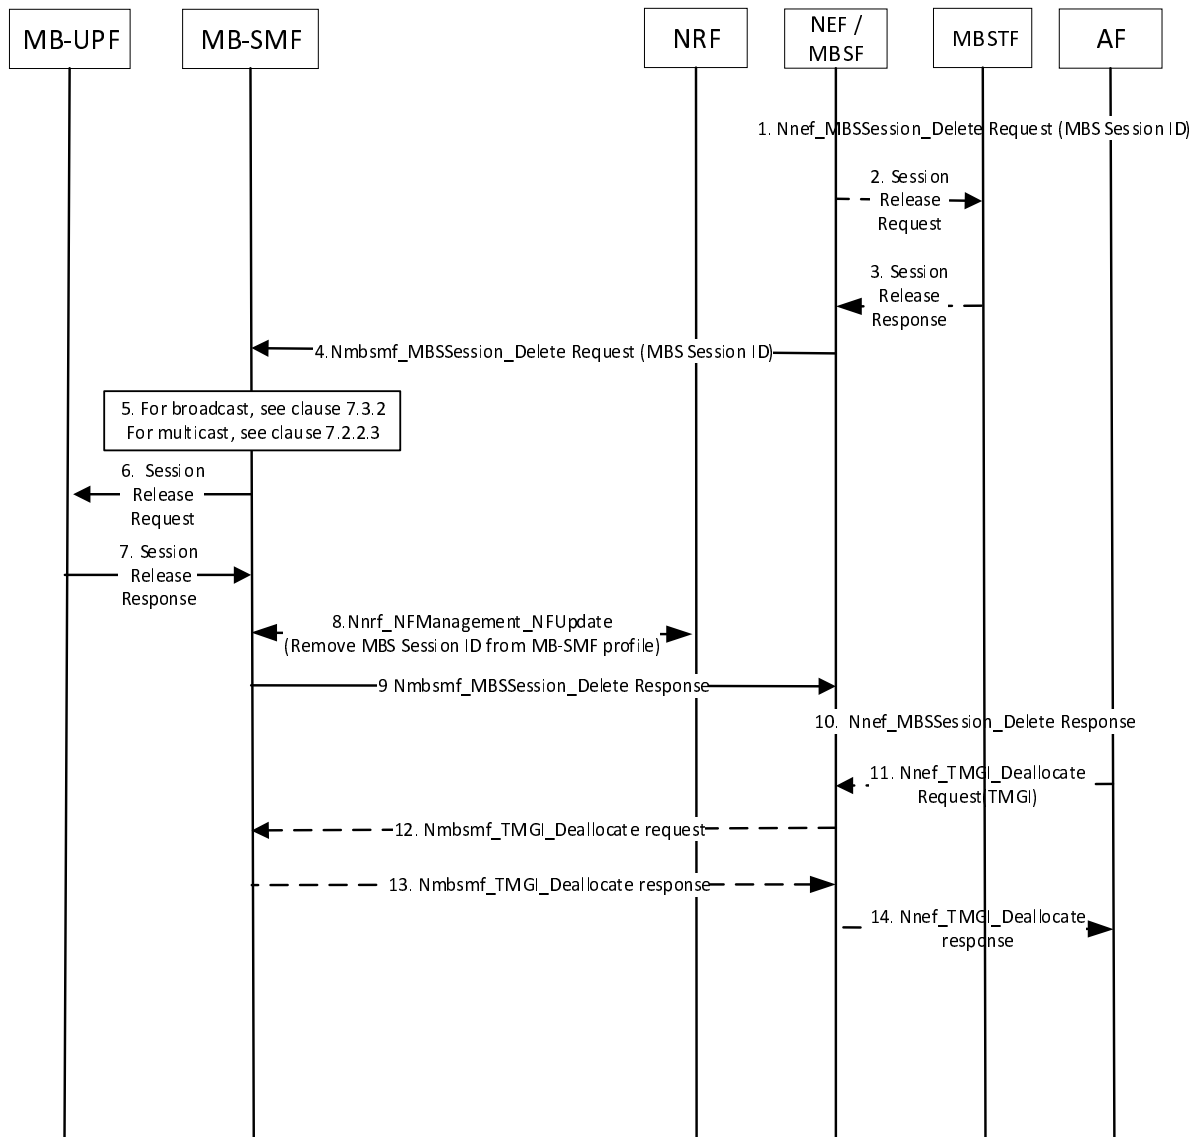 MB-UPF
MB-SMF
NRF
NEF /
MBSF
MBSTF
AF
1. Nnef_MBSSession_Delete Request (MBS Session ID)
2. Session
Release
Request
3. Session
Release
Response
4.Nmbsmf_MBSSession_Delete Request (MBS Session ID)
5. For broadcast, see clause 7.3.2
For multicast, see clause 7.2.2.3
6. Session
Release
Request
7. Session
Release
Response
8.Nnrf_NFManagement_NFUpdate
(Remove MBS Session ID from MB-SMF profile)
9 Nmbsmf_MBSSession_Delete Response
10. Nnef_MBSSession_Delete Response
11. Nnef_TMGI_Deallocate
Request(TMGI)
12. Nmbsmf_TMGI_Deallocate request
13. Nmbsmf_TMGI_Deallocate response
14. Nnef_TMGI_Deallocate
response